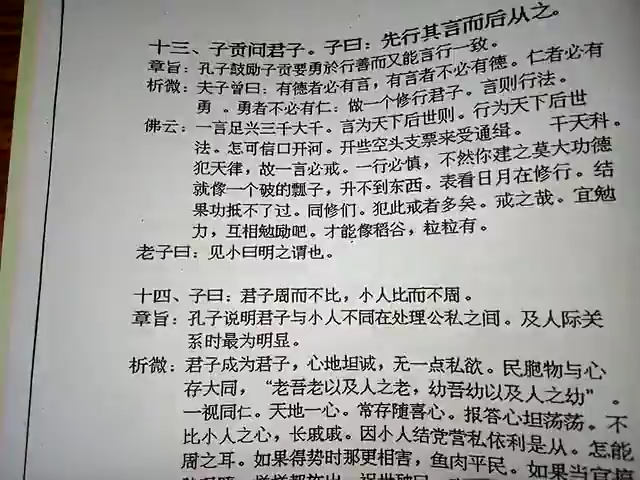 十三、子贡问君子。子曰：先行其言而后从之。
章旨：孔子鼓励子贡要勇於行善而又能言行一致。
析微：夫子曾曰：有德者必有言，有言者不必有德。仁者必有
勇 。勇者不必有仁：做一个修行君子。言则行法。
佛云：一言足兴三千大千。言为天下后世则。行为天下后世
法。怎可信口开河。开些空头支票来受通缉。 干天科。
犯天律，故一言必戒。一行必慎，不然你建之莫大功德
就像一个破的瓢子，升不到东西。表看日月在修行。结
果功抵不了过。同修们。犯此戒者多矣。戒之哉。宜勉
力，互相勉励吧。才能像稻谷，粒粒有。
老子曰：见小曰明之谓也。
十四、子曰：君子周而不比，小人比而不周 。
章旨：孔子说明君子与小人不同在处理公私之间。及人际关
系时最为明显。
析微：君子成为君子，心地坦诚，无一点私欲。民胞物与心
存大同，“老吾老以及人之老，幼吾幼以及人之幼” 。
一视同仁。天地一心。常存随喜心。报答心坦荡荡。不
比小人之心，长戚戚。因小人结党营私依利是从。怎能
周之耳。如果得势时那更相害，鱼肉平民。如果当官